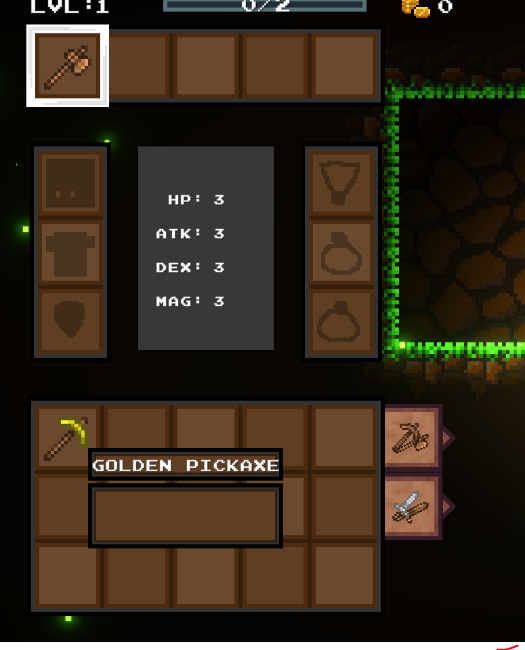 LVL:1
0/2
0
HP: 3
ATK: 3
DEX: 3
MAG: 3
GOLDEN PICKAXE